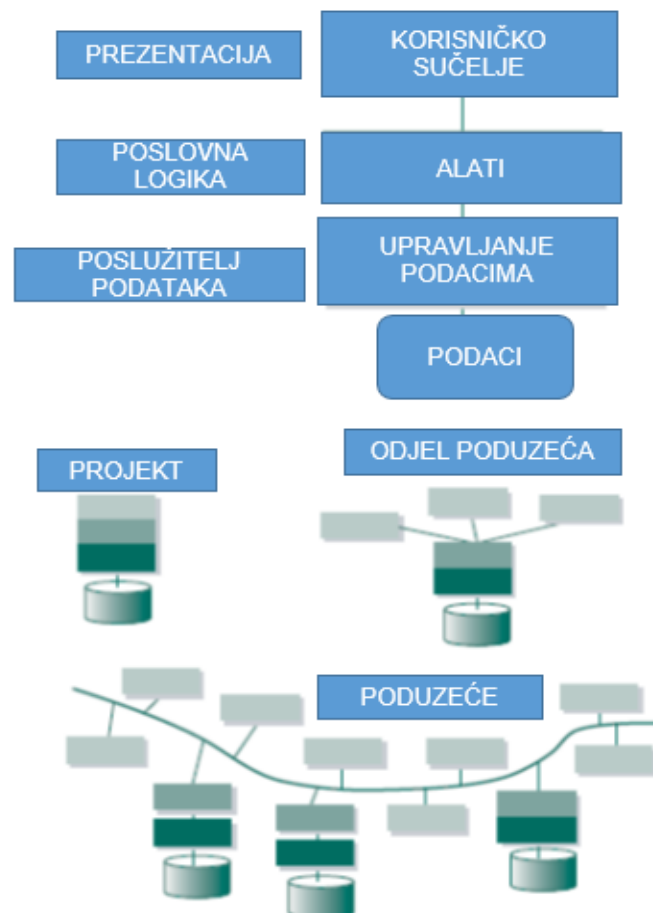 PREZENTACIJA
KORISNIČKO
SUČELJE
POSLOVNA
LOGIKA
ALATI
POSLUŽITELJ
PODATAKA
UPRAVLJANJE
PODACIMA
PODACI
PROJEKT
ODJEL PODUZEĆA
PODUZEĆE